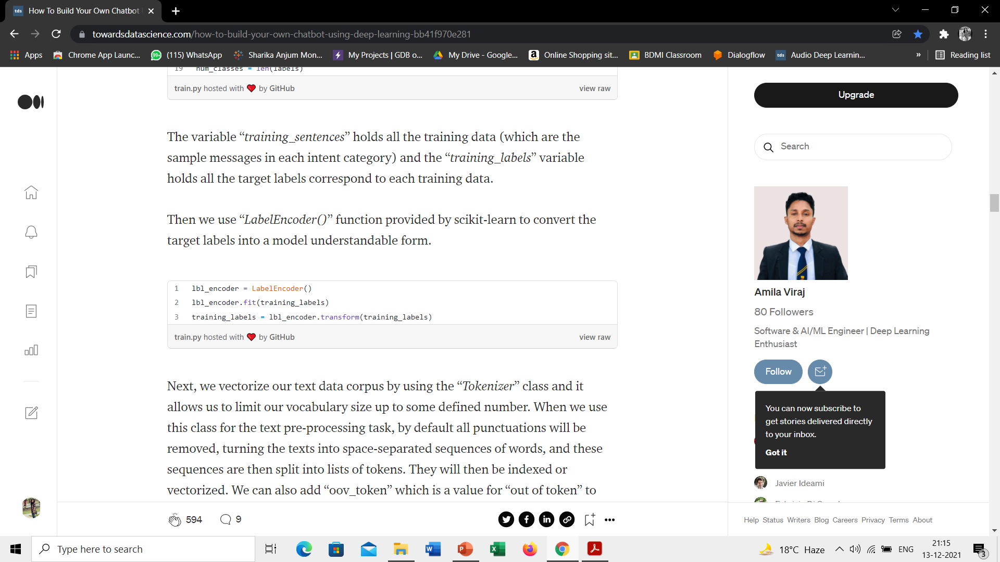 tds How To Build Your Own Chatbot
towardsdatascience.com/how-to-build-your-own-chatbot-using-deep-learning-bb41f970e281
Apps Chrome App Launc... 99+ (115) WhatsApp Sharika Anjum Mon... My Projects | GDB o... My Drive - Google... a Online Shopping sit... BDMI Classroom Dialogflow tds Audio Deep Learnin... » Reading list
19 num_classes = len(labels)
train.py hosted with ❤ by GitHub view raw
The variable “training_sentences” holds all the training data (which are the
sample messages in each intent category) and the “training_labels” variable
holds all the target labels correspond to each training data.
Then we use “LabelEncoder()” function provided by scikit-learn to convert the
target labels into a model understandable form.
1 lbl_encoder = LabelEncoder()
2 lbl_encoder.fit(training_labels)
3 training_labels = lbl_encoder.transform(training_labels)
train.py hosted with ❤ by GitHub view raw
Next, we vectorize our text data corpus by using the “Tokenizer” class and it
allows us to limit our vocabulary size up to some defined number. When we use
this class for the text pre-processing task, by default all punctuations will be
removed, turning the texts into space-separated sequences of words, and these
sequences are then split into lists of tokens. They will then be indexed or
vectorized. We can also add “oov_token” which is a value for “out of token” to
594 9
Upgrade
Search
Amila Viraj
80 Followers
Software & AI/ML Engineer | Deep Learning
Enthusiast
Follow
You can now subscribe to
get stories delivered directly
to your inbox.
Got it
Javier Ideami
Help Status Writers Blog Careers Privacy Terms About
Type here to search
18°C Haze ENG
21:15
13-12-2021
3